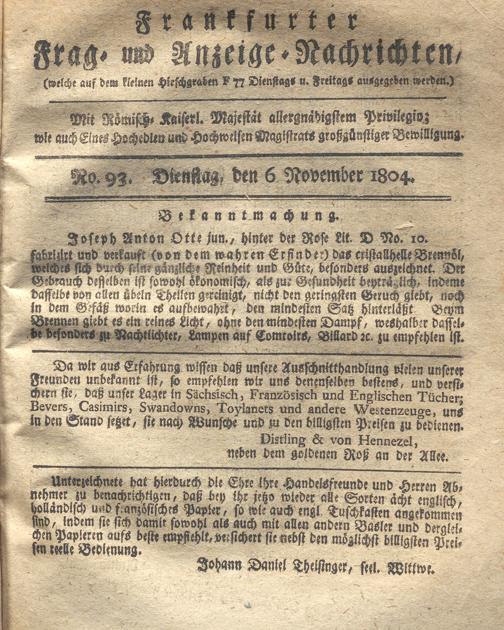 Frankfurter
Frag- und Anzeige-Nachrichten,
(welche auf dem kleinen Hirschgraben F 77 Dienstags u. Freitags ausgegeben werden.)
Mit Römisch-Kaiserl. Majestät allergnädigstem Privilegio;
wie auch Eines Hochedlen und Hochweisen Magistrats großgünstiger Bewilligung.
No. 93. Dienstag, den 6 November 1804.
Bekanntmachung.
Joseph Anton Otte jun., hinter der Rose Lit. D No. 10.
fabrizirt und verkauft (von dem wahren Erfinder) das cristallhelle Brennöl,
welches sich durch seine gänzliche Reinheit und Güte, besonders auszeichnet. Der
Gebrauch desselben ist sowohl ökonomisch, als zur Gesundheit beyträglich, indeme
dasselbe von allen übeln Theilen gereinigt, nicht den geringsten Geruch giebt, noch
in dem Gefäß worin es aufbewahrt, den mindesten Satz hinterläßt. Beym
Brennen giebt es ein reines Licht, ohne den mindesten Dampf, weshalber dassel-
be besonders zu Nachtlichter, Lampen auf Comtoirs, Billard ꝛc. zu empfehlen ist.
Da wir aus Erfahrung wissen daß unsere Ausschnitthandlung vielen unserer
Freunden unbekannt ist, so empfehlen wir uns denenselben bestens, und versi-
chern sie, daß unser Lager in Sächsisch, Französisch und Englischen Tücher,
Bevers, Casimirs, Swandowns, Toylanets und andere Westenzeuge, uns
in den Stand setzet, sie nach Wunsche und zu den billigsten Preisen zu bedienen.
Distling & von Hennezel,
neben dem goldenen Roß an der Allee.
Unterzeichnete hat hierdurch die Ehre ihre Handelsfreunde und Herren Ab-
nehmer zu benachrichtigen, daß bey ihr jetzo wieder alle Sorten ächt englisch,
holländisch und französisches Papier, so wie auch engl. Tuschkasten angekommen
sind, indem sie sich damit sowohl als auch mit allen andern Basler und derglei-
chen Papieren aufs beste empfiehlt, versichert sie nebst den möglichst billigsten Prei-
sen reelle Bedienung.
Johann Daniel Theisinger, seel. Wittwe.